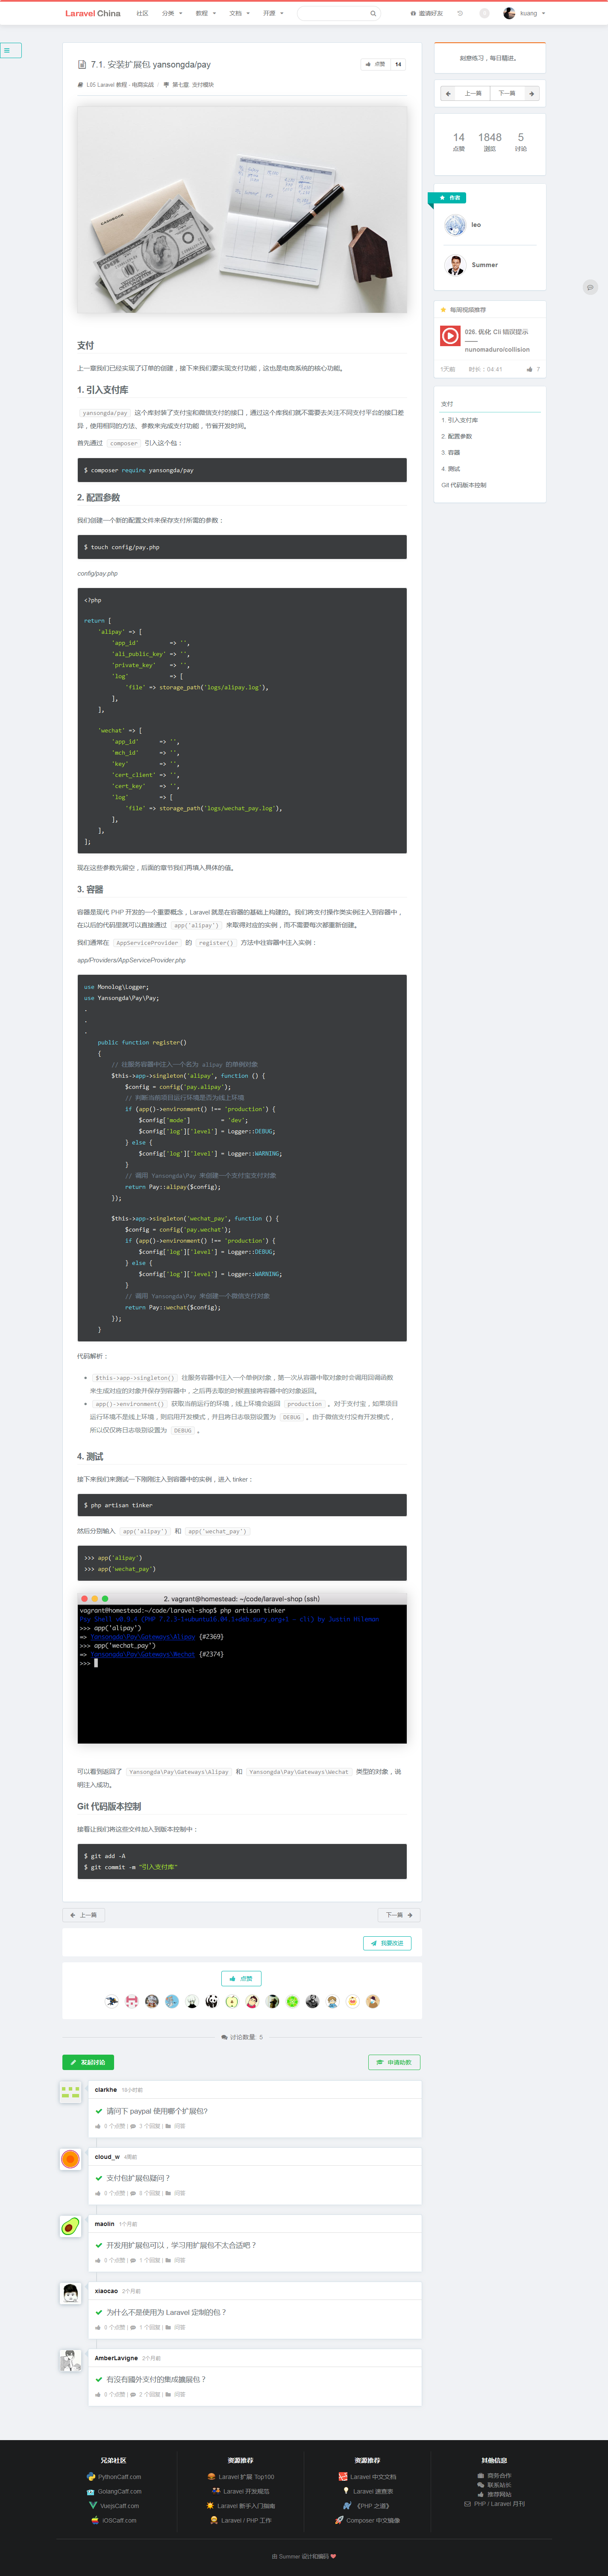 Laravel China 社区 分类 教程 文档 开源 邀请好友 kuang
7.1. 安装扩展包 yansongda/pay
点赞 14
L05 Laravel 教程 - 电商实战 / 第七章. 支付模块
支付
上一章我们已经实现了订单的创建，接下来我们要实现支付功能，这也是电商系统的核心功能。
1. 引入支付库
yansongda/pay 这个库封装了支付宝和微信支付的接口，通过这个库我们就不需要去关注不同支付平台的接口差
异，使用相同的方法、参数来完成支付功能，节省开发时间。
首先通过 composer 引入这个包：
$ composer require yansongda/pay
2. 配置参数
我们创建一个新的配置文件来保存支付所需的参数：
$ touch config/pay.php
config/pay.php
<?php
return [
'alipay' => [
'app_id' => '',
'ali_public_key' => '',
'private_key' => '',
'log' => [
'file' => storage_path('logs/alipay.log'),
],
],
'wechat' => [
'app_id' => '',
'mch_id' => '',
'key' => '',
'cert_client' => '',
'cert_key' => '',
'log' => [
'file' => storage_path('logs/wechat_pay.log'),
],
],
];
现在这些参数先留空，后面的章节我们再填入具体的值。
3. 容器
容器是现代 PHP 开发的一个重要概念，Laravel 就是在容器的基础上构建的。我们将支付操作类实例注入到容器中，
在以后的代码里就可以直接通过 app('alipay') 来取得对应的实例，而不需要每次都重新创建。
我们通常在 AppServiceProvider 的 register() 方法中往容器中注入实例：
app/Providers/AppServiceProvider.php
use Monolog\Logger;
use Yansongda\Pay\Pay;
.
.
.
public function register()
{
// 往服务容器中注入一个名为 alipay 的单例对象
$this->app->singleton('alipay', function () {
$config = config('pay.alipay');
// 判断当前项目运行环境是否为线上环境
if (app()->environment() !== 'production') {
$config['mode'] = 'dev';
$config['log']['level'] = Logger::DEBUG;
} else {
$config['log']['level'] = Logger::WARNING;
}
// 调用 Yansongda\Pay 来创建一个支付宝支付对象
return Pay::alipay($config);
});
$this->app->singleton('wechat_pay', function () {
$config = config('pay.wechat');
if (app()->environment() !== 'production') {
$config['log']['level'] = Logger::DEBUG;
} else {
$config['log']['level'] = Logger::WARNING;
}
// 调用 Yansongda\Pay 来创建一个微信支付对象
return Pay::wechat($config);
});
}
代码解析：
$this->app->singleton() 往服务容器中注入一个单例对象，第一次从容器中取对象时会调用回调函数
来生成对应的对象并保存到容器中，之后再去取的时候直接将容器中的对象返回。
app()->environment() 获取当前运行的环境，线上环境会返回 production 。对于支付宝，如果项目
运行环境不是线上环境，则启用开发模式，并且将日志级别设置为 DEBUG 。由于微信支付没有开发模式，
所以仅仅将日志级别设置为 DEBUG 。
4. 测试
接下来我们来测试一下刚刚注入到容器中的实例，进入 tinker：
$ php artisan tinker
然后分别输入 app('alipay') 和 app('wechat_pay')
>>> app('alipay')
>>> app('wechat_pay')
2. vagrant@homestead: ~/code/laravel-shop (ssh)
vagrant@homestead:~/code/laravel-shop$ php artisan tinker
>>> app('alipay')
=> Yansongda\Pay\Gateways\Alipay {#2369}
>>> app('wechat_pay')
=> Yansongda\Pay\Gateways\Wechat {#2374}
>>>
可以看到返回了 Yansongda\Pay\Gateways\Alipay 和 Yansongda\Pay\Gateways\Wechat 类型的对象，说
明注入成功。
Git 代码版本控制
接着让我们将这些文件加入到版本控制中：
$ git add -A
$ git commit -m "引入支付库"
上一篇 下一篇
我要改进
点赞
讨论数量: 5
发起讨论 申请助教
clarkhe 19小时前
请问下 paypal 使用哪个扩展包?
0 个点赞 | 3 个回复 | 问答
cloud_w 4周前
支付包扩展包疑问？
0 个点赞 | 0 个回复 | 问答
maolin 1个月前
开发用扩展包可以，学习用扩展包不太合适吧？
0 个点赞 | 1 个回复 | 问答
xiaocao 2个月前
为什么不是使用为 Laravel 定制的包？
0 个点赞 | 1 个回复 | 问答
AmberLavigne 2个月前
有没有國外支付的集成擴展包？
0 个点赞 | 2 个回复 | 问答
刻意练习，每日精进。
上一篇 下一篇
14 1848 5
点赞 浏览 讨论
作者
leo
Summer
每周视频推荐
026. 优化 Cli 错误提示
——
nunomaduro/collision
1天前 时长：04:41 7
支付
1. 引入支付库
2. 配置参数
3. 容器
4. 测试
Git 代码版本控制
兄弟社区 资源推荐 资源推荐 其他信息
PythonCaff.com Laravel 扩展 Top100 Laravel 中文文档 商务合作
GolangCaff.com Laravel 开发规范 Laravel 速查表 联系站长
VuejsCaff.com Laravel 新手入门指南 《PHP 之道》 推荐网站
iOSCaff.com Laravel / PHP 工作 Composer 中文镜像 PHP / Laravel 月刊
由 Summer 设计和编码